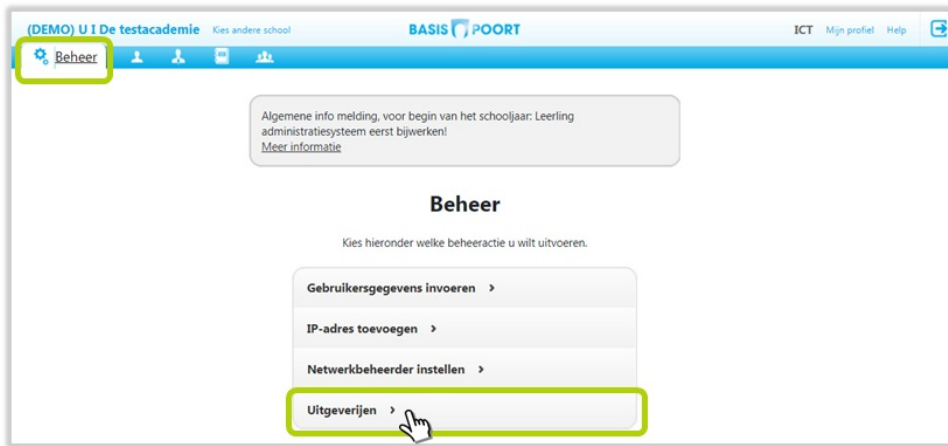 (DEMO) U I De testacademie Kies andere school BASIS POORT ICT Mijn profiel Help
Beheer
Algemene info melding, voor begin van het schooljaar: Leerling
administratiesysteem eerst bijwerken!
Meer informatie
Beheer
Kies hieronder welke beheeractie u wilt uitvoeren.
Gebruikersgegevens invoeren >
IP-adres toevoegen >
Netwerkbeheerder instellen >
Uitgeverijen >